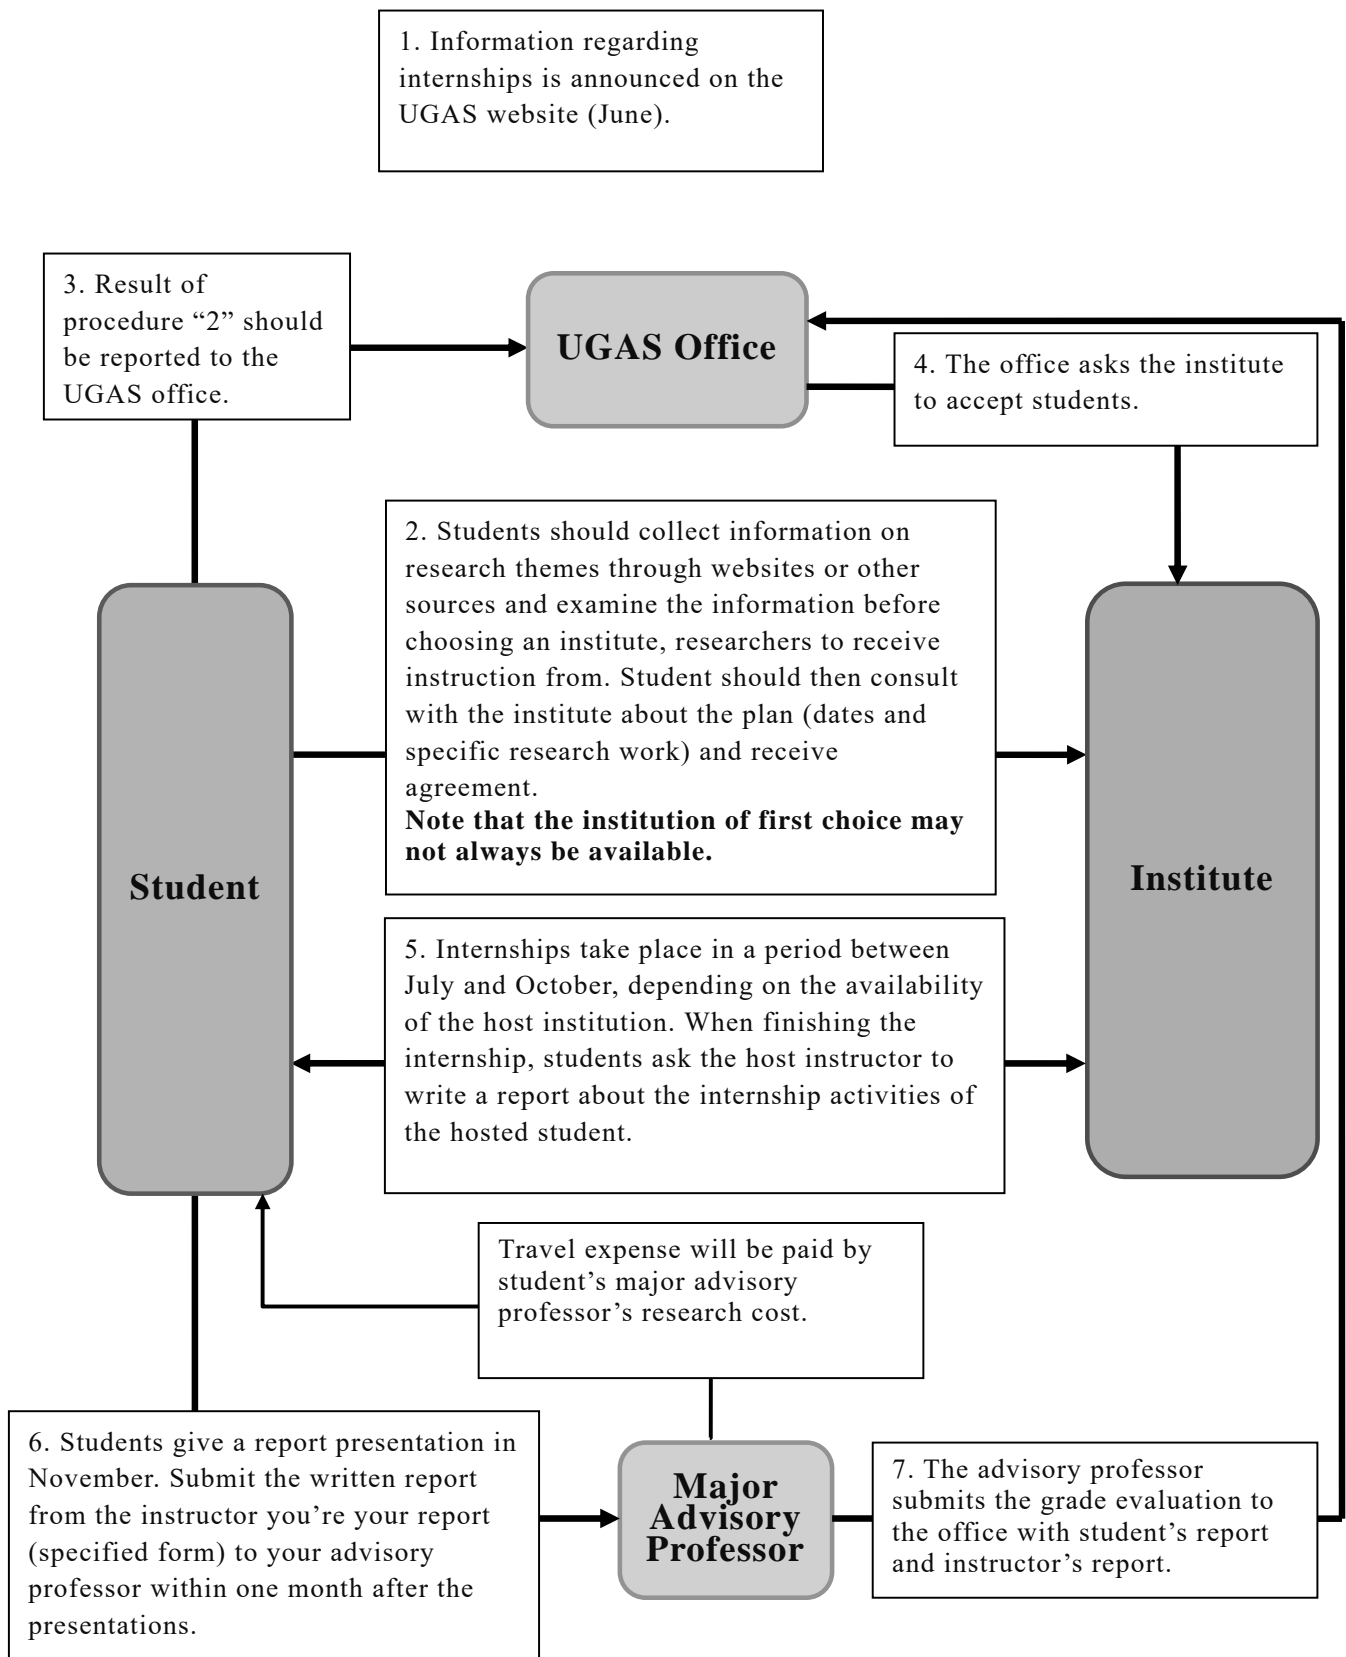 1. Information regarding
internships is announced on the
UGAS website (June).
3. Result of
procedure “2” should
be reported to the
UGAS office.
UGAS Office
4. The office asks the institute
to accept students.
2. Students should collect information on
research themes through websites or other
sources and examine the information before
choosing an institute, researchers to receive
instruction from. Student should then consult
with the institute about the plan (dates and
specific research work) and receive
agreement.
Note that the institution of first choice may
not always be available.
Student
Institute
5. Internships take place in a period between
July and October, depending on the availability
of the host institution. When finishing the
internship, students ask the host instructor to
write a report about the internship activities of
the hosted student.
Travel expense will be paid by
student’s major advisory
professor’s research cost.
6. Students give a report presentation in
November. Submit the written report
from the instructor you’re your report
(specified form) to your advisory
professor within one month after the
presentations.
Major
Advisory
Professor
7. The advisory professor
submits the grade evaluation to
the office with student’s report
and instructor’s report.